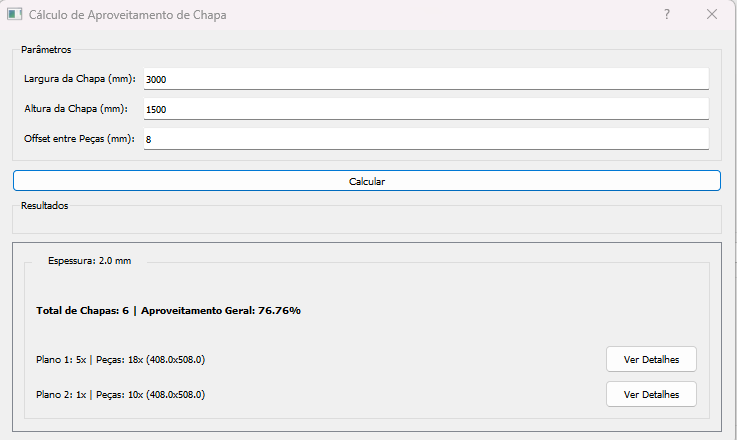 Cálculo de Aproveitamento de Chapa
Parâmetros
Largura da Chapa (mm): 3000
Altura da Chapa (mm): 1500
Offset entre Peças (mm): 8
Calcular
Resultados
Espessura: 2.0 mm
Total de Chapas: 6 | Aproveitamento Geral: 76.76%
Plano 1: 5x | Peças: 18x (408.0x508.0) Ver Detalhes
Plano 2: 1x | Peças: 10x (408.0x508.0) Ver Detalhes